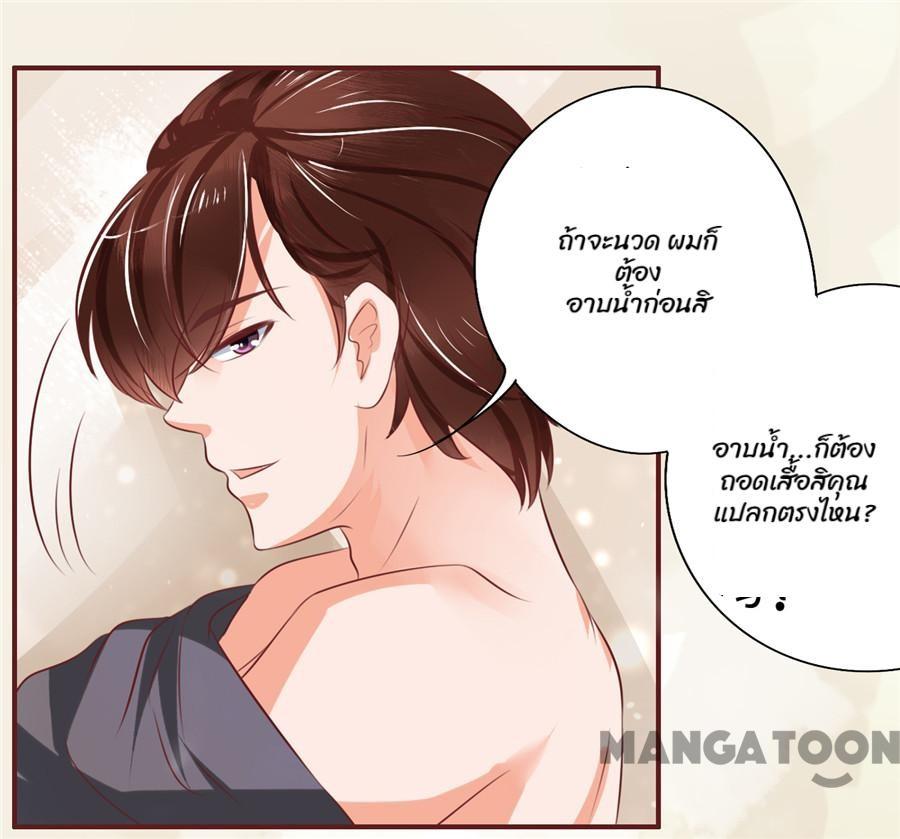 ถ้าจะนวด ผมก็
ต้อง
อาบน้ำก่อนสิ
อาบน้ำ...ก็ต้อง
ถอดเสื้อสิคุณ
แปลกตรงไหน?
MANGATOON